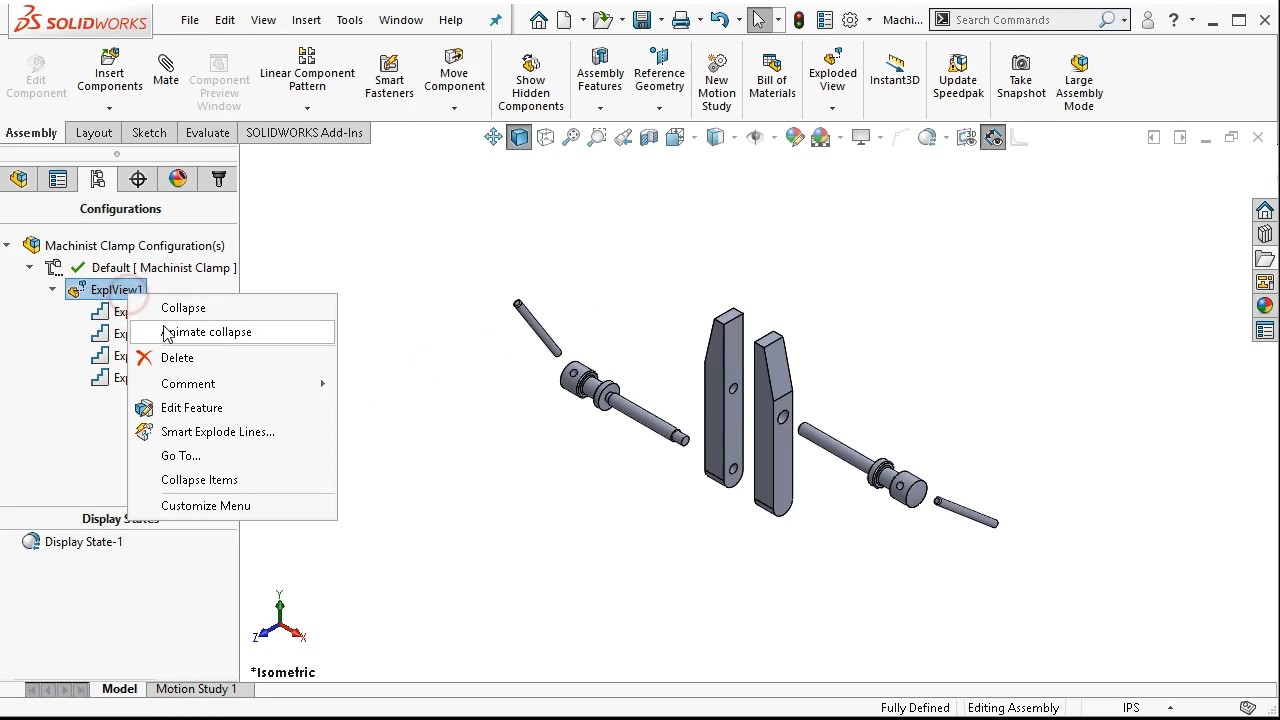 SOLIDWORKS
File Edit View Insert Tools Window Help
Machi...
Search Commands
?
Edit Component
Insert Components
Mate
Component Preview Window
Linear Component Pattern
Smart Fasteners
Move Component
Show Hidden Components
Assembly Features
Reference Geometry
New Motion Study
Bill of Materials
Exploded View
Instant3D
Update Speedpak
Take Snapshot
Large Assembly Mode
Assembly Layout Sketch Evaluate SOLIDWORKS Add-Ins
Configurations
Machinist Clamp Configuration(s)
Default [ Machinist Clamp ]
ExplView1
Collapse
Animate collapse
Delete
Comment
Edit Feature
Smart Explode Lines...
Go To...
Collapse Items
Customize Menu
Display State-1
Y
Z
X
*Isometric
Model Motion Study 1
Fully Defined Editing Assembly IPS